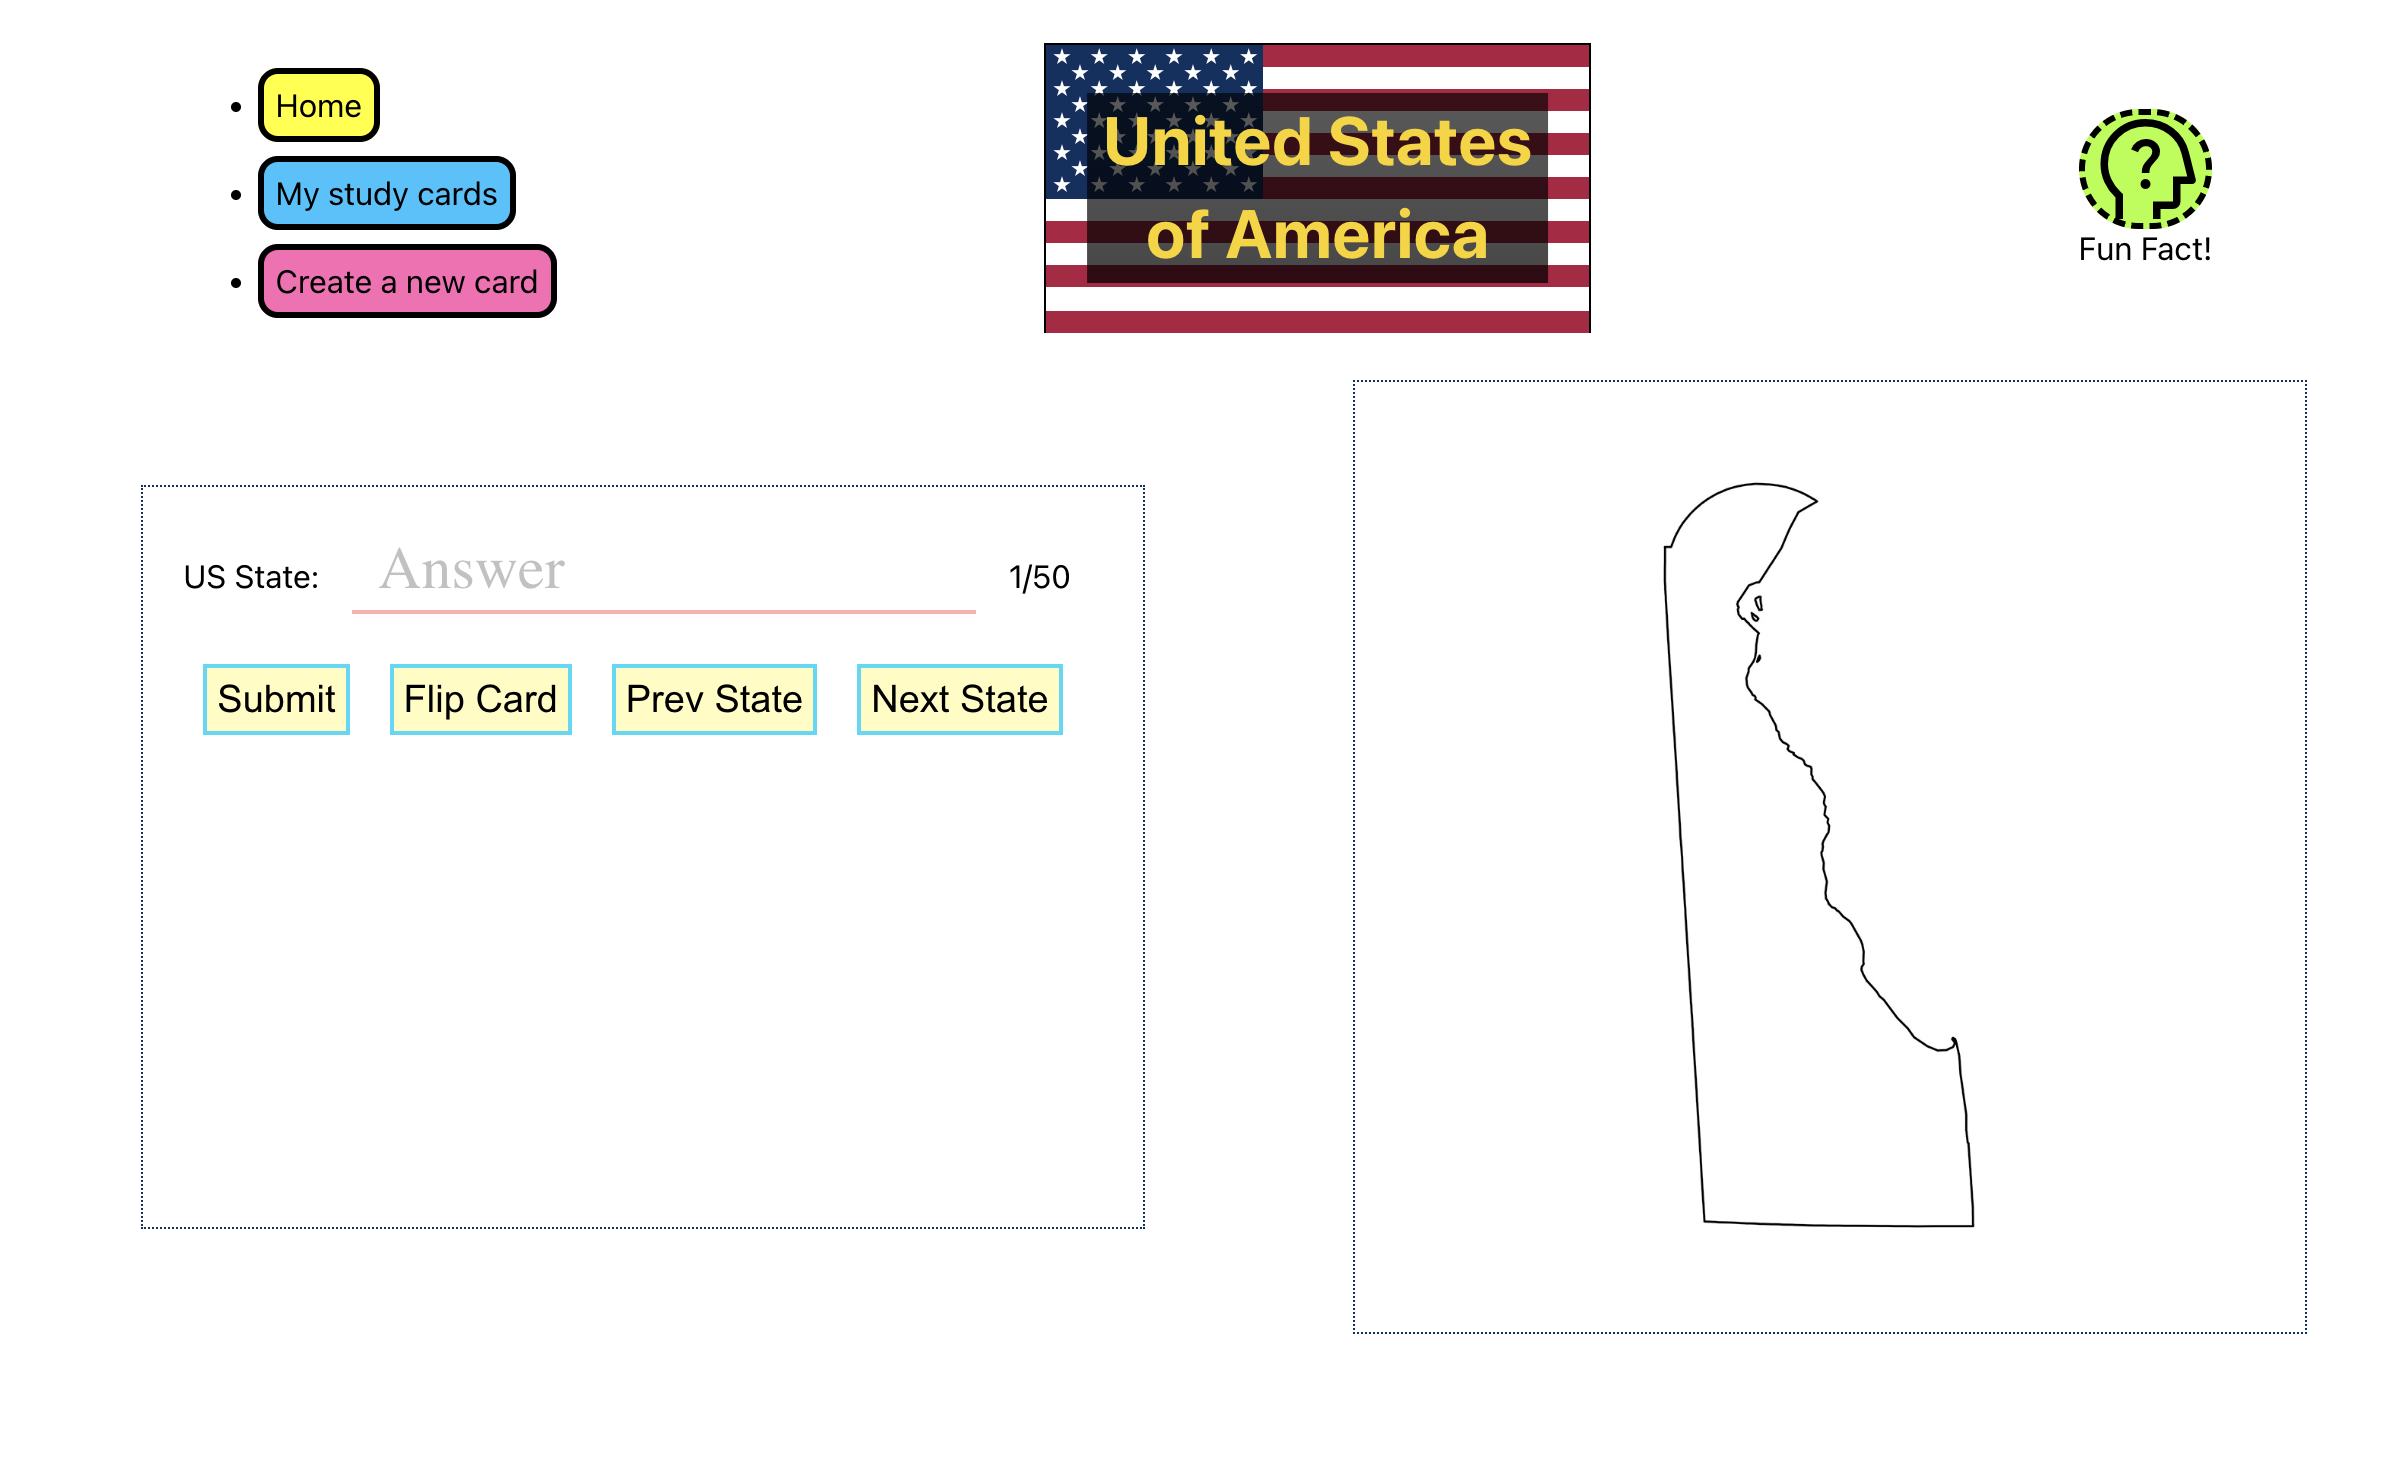 Home
My study cards
Create a new card
United States
of America
?
Fun Fact!
US State: Answer 1/50
Submit Flip Card Prev State Next State